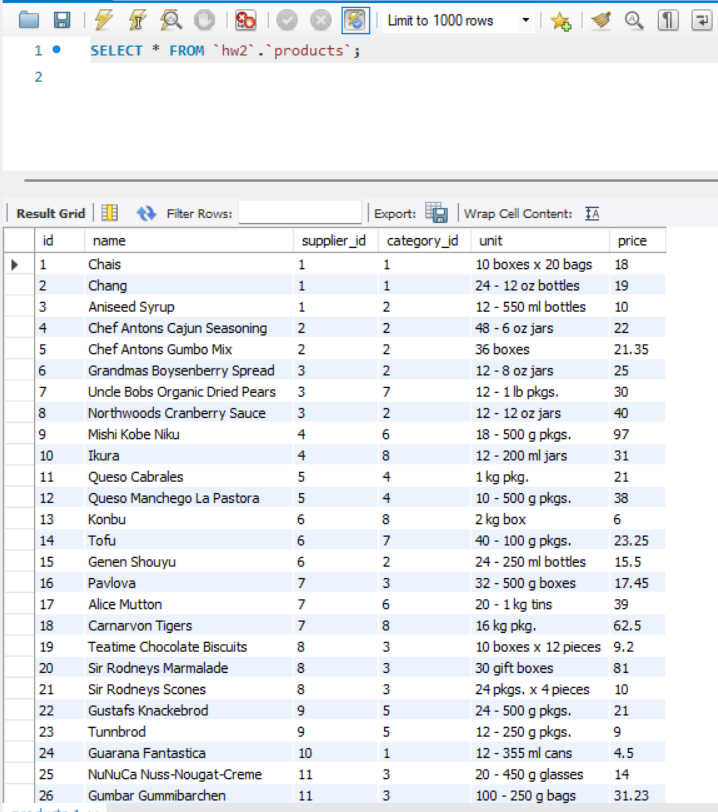 Limit to 1000 rows
1 SELECT * FROM `hw2`.`products`;
2
Result Grid Filter Rows: Export: Wrap Cell Content: IA
id name supplier_id category_id unit price
1 Chais 1 1 10 boxes x 20 bags 18
2 Chang 1 1 24 - 12 oz bottles 19
3 Aniseed Syrup 1 2 12 - 550 ml bottles 10
4 Chef Antons Cajun Seasoning 2 2 48 - 6 oz jars 22
5 Chef Antons Gumbo Mix 2 2 36 boxes 21.35
6 Grandmas Boysenberry Spread 3 2 12 - 8 oz jars 25
7 Uncle Bobs Organic Dried Pears 3 7 12 - 1 lb pkgs. 30
8 Northwoods Cranberry Sauce 3 2 12 - 12 oz jars 40
9 Mishi Kobe Niku 4 6 18 - 500 g pkgs. 97
10 Ikura 4 8 12 - 200 ml jars 31
11 Queso Cabrales 5 4 1 kg pkg. 21
12 Queso Manchego La Pastora 5 4 10 - 500 g pkgs. 38
13 Konbu 6 8 2 kg box 6
14 Tofu 6 7 40 - 100 g pkgs. 23.25
15 Genen Shouyu 6 2 24 - 250 ml bottles 15.5
16 Pavlova 7 3 32 - 500 g boxes 17.45
17 Alice Mutton 7 6 20 - 1 kg tins 39
18 Carnarvon Tigers 7 8 16 kg pkg. 62.5
19 Teatime Chocolate Biscuits 8 3 10 boxes x 12 pieces 9.2
20 Sir Rodneys Marmalade 8 3 30 gift boxes 81
21 Sir Rodneys Scones 8 3 24 pkgs. x 4 pieces 10
22 Gustafs Knackebrod 9 5 24 - 500 g pkgs. 21
23 Tunnbrod 9 5 12 - 250 g pkgs. 9
24 Guarana Fantastica 10 1 12 - 355 ml cans 4.5
25 NuNuCa Nuss-Nougat-Creme 11 3 20 - 450 g glasses 14
26 Gumbar Gummibarchen 11 3 100 - 250 g bags 31.23